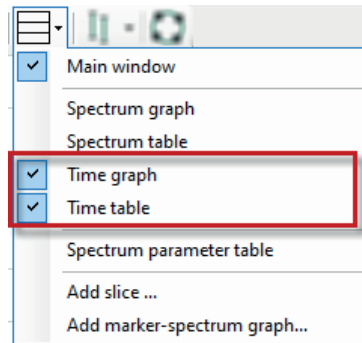 Main window
Spectrum graph
Spectrum table
Time graph
Time table
Spectrum parameter table
Add slice ...
Add marker-spectrum graph...